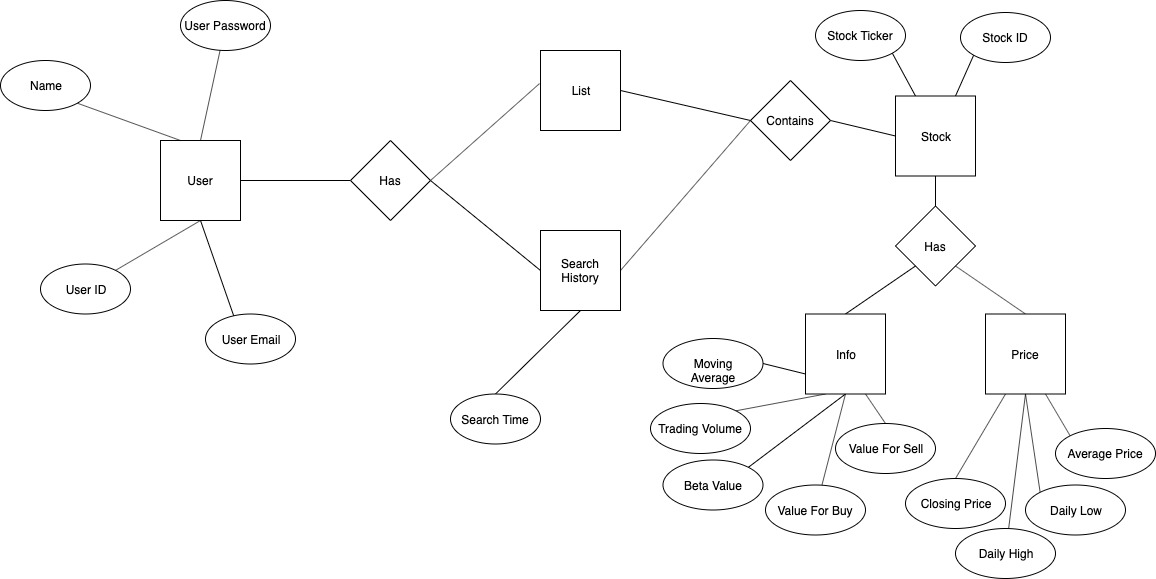 User Password
Stock Ticker
Stock ID
Name
List
Contains
Stock
User
Has
Has
Search
History
User ID
User Email
Info
Price
Moving
Average
Search Time
Trading Volume
Value For Sell
Average Price
Beta Value
Closing Price
Value For Buy
Daily Low
Daily High